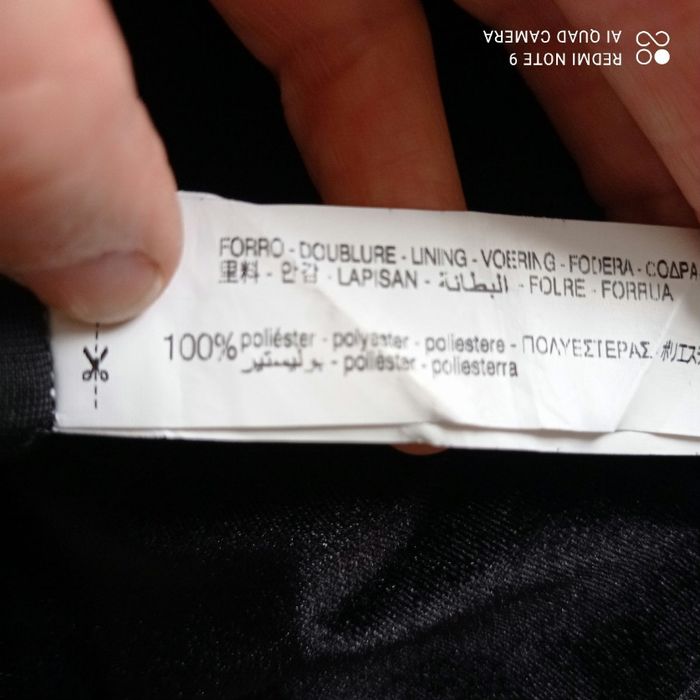 FORRO - DOUBLURE - LINING - VOERING - FODERA - ΦΟΔΡΑ
里料 - 안감 - LAPISAN - البطانة - FOLRE - FORRUA
100% poliéster - polyester - poliestere - ΠΟΛΥΕΣΤΕΡΑΣ
بوليستير - polièster - poliesterra
REDMI NOTE 9
AI QUAD CAMERA